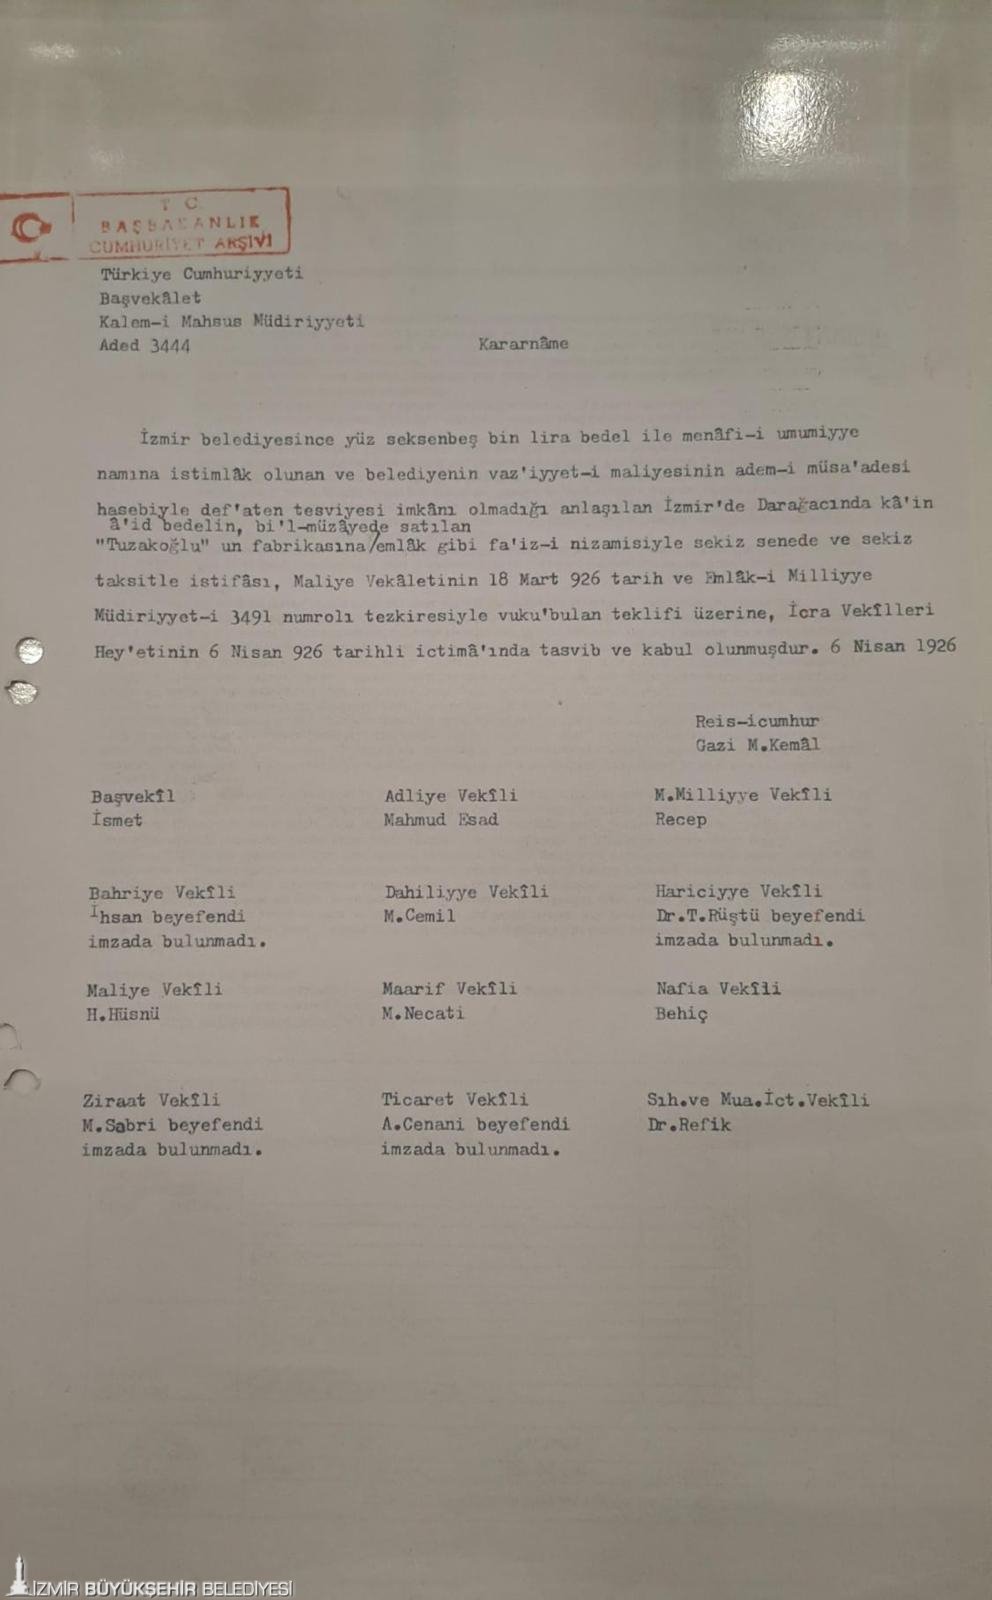 T C
BAŞBAKANLIK
CUMHURİYET ARŞİVİ
Türkiye Cumhuriyyeti
Başvekâlet
Kalem-i Mahsus Müdiriyyeti
Aded 3444 Kararnâme
İzmir belediyesince yüz seksenbeş bin lira bedel ile menâfi-i umumiyye
namına istimlâk olunan ve belediyenin vaz'iyyet-i maliyesinin adem-i müsa'adesi
hasebiyle def'aten tesviyesi imkânı olmadığı anlaşılan İzmir'de Darağacında kâ'in
â'id bedelin, bi'l-müzâyede satılan
"Tuzakoğlu" un fabrikasına/emlâk gibi fa'iz-i nizamisiyle sekiz senede ve sekiz
taksitle istifâsı, Maliye Vekâletinin 18 Mart 926 tarih ve Emlâk-i Milliyye
Müdiriyyet-i 3491 numrolı tezkiresiyle vuku'bulan teklifi üzerine, İcra Vekîlleri
Hey'etinin 6 Nisan 926 tarihli ictimâ'ında tasvib ve kabul olunmuşdur. 6 Nisan 1926
Reis-icumhur
Gazi M.Kemâl
Başvekîl Adliye Vekîli M.Milliyye Vekîli
İsmet Mahmud Esad Recep
Bahriye Vekîli Dahiliyye Vekîli Hariciyye Vekîli
İhsan beyefendi M.Cemil Dr.T.Rüştü beyefendi
imzada bulunmadı. imzada bulunmadı.
Maliye Vekîli Maarif Vekîli Nafia Vekîli
H.Hüsnü M.Necati Behiç
Ziraat Vekîli Ticaret Vekîli Sıh.ve Mua.İct.Vekîli
M.Sabri beyefendi A.Cenani beyefendi Dr.Refik
imzada bulunmadı. imzada bulunmadı.
İZMİR BÜYÜKŞEHİR BELEDİYESİ